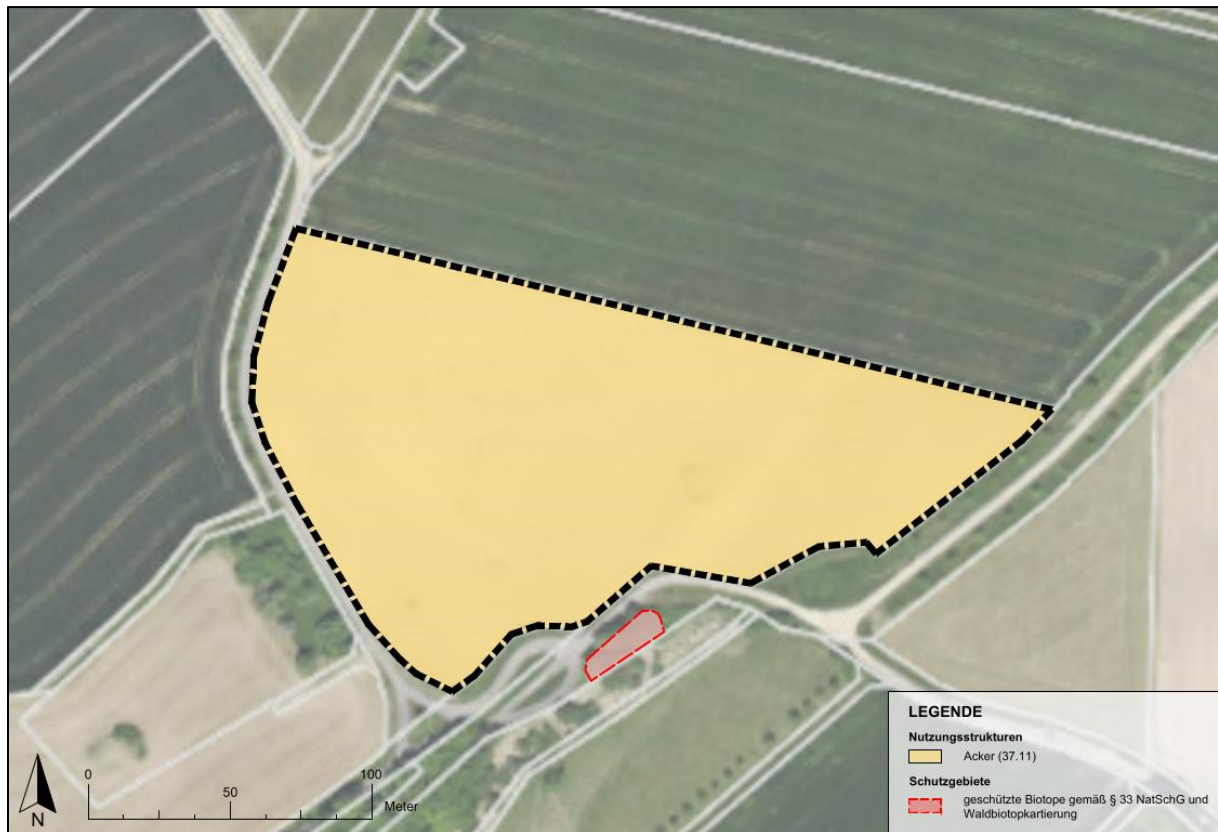 LEGENDE
Nutzungsstrukturen
Acker (37.11)
Schutzgebiete
geschützte Biotope gemäß § 33 NatSchG und
Waldbiotopkartierung
0
50
100
Meter
N